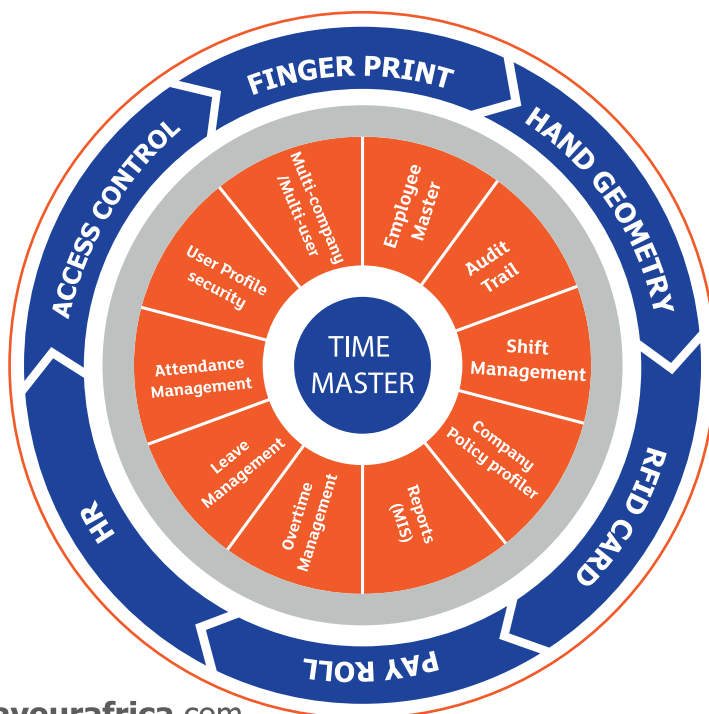 FINGER PRINT
HAND GEOMETRY
RFID CARD
PAY ROLL
HR
ACCESS CONTROL
Employee
Master
Audit
Trail
Shift
Management
Company
Policy profiler
Reports
(MIS)
Overtime
Management
Leave
Management
Attendance
Management
User Profile
security
Multi-company
/Multi-user
TIME
MASTER
avourafrica.com